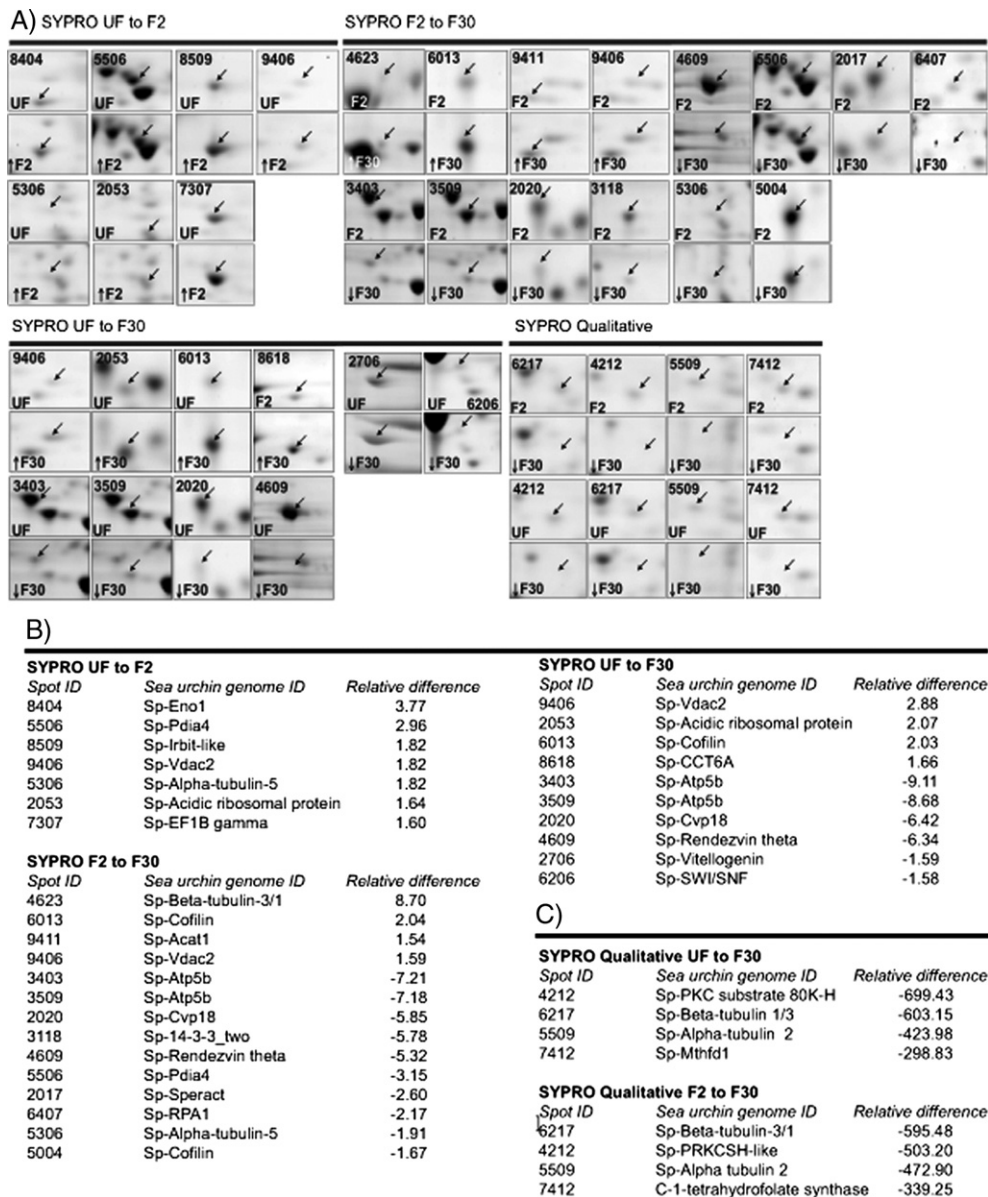 A) SYPRO UF to F2
SYPRO F2 to F30
8404 5506 8509 9406
UF UF UF UF
↑F2 ↑F2 ↑F2 ↑F2
5306 2053 7307
UF UF UF
↑F2 ↑F2 ↑F2
4623 6013 9411 9406 4609 5506 2017 6407
F2 F2 F2 F2 F2 F2 F2 F2
↑F30 ↑F30 ↑F30 ↑F30 ↓F30 ↓F30 ↓F30 ↓F30
3403 3509 2020 3118 5306 5004
F2 F2 F2 F2 F2 F2
↓F30 ↓F30 ↓F30 ↓F30 ↓F30 ↓F30
SYPRO UF to F30
9406 2053 6013 8618 2706
UF UF UF F2 UF UF 6206
↑F30 ↑F30 ↑F30 ↑F30 ↓F30 ↓F30
3403 3509 2020 4609
UF UF UF UF
↓F30 ↓F30 ↓F30 ↓F30
SYPRO Qualitative
6217 4212 5509 7412
F2 F2 F2 F2
↓F30 ↓F30 ↓F30 ↓F30
4212 6217 5509 7412
UF UF UF UF
↓F30 ↓F30 ↓F30 ↓F30
B)
SYPRO UF to F2
Spot ID Sea urchin genome ID Relative difference
8404 Sp-Eno1 3.77
5506 Sp-Pdia4 2.96
8509 Sp-Irbit-like 1.82
9406 Sp-Vdac2 1.82
5306 Sp-Alpha-tubulin-5 1.82
2053 Sp-Acidic ribosomal protein 1.64
7307 Sp-EF1B gamma 1.60
SYPRO F2 to F30
Spot ID Sea urchin genome ID Relative difference
4623 Sp-Beta-tubulin-3/1 8.70
6013 Sp-Cofilin 2.04
9411 Sp-Acat1 1.54
9406 Sp-Vdac2 1.59
3403 Sp-Atp5b -7.21
3509 Sp-Atp5b -7.18
2020 Sp-Cvp18 -5.85
3118 Sp-14-3-3_two -5.78
4609 Sp-Rendezvin theta -5.32
5506 Sp-Pdia4 -3.15
2017 Sp-Speract -2.60
6407 Sp-RPA1 -2.17
5306 Sp-Alpha-tubulin-5 -1.91
5004 Sp-Cofilin -1.67
SYPRO UF to F30
Spot ID Sea urchin genome ID Relative difference
9406 Sp-Vdac2 2.88
2053 Sp-Acidic ribosomal protein 2.07
6013 Sp-Cofilin 2.03
8618 Sp-CCT6A 1.66
3403 Sp-Atp5b -9.11
3509 Sp-Atp5b -8.68
2020 Sp-Cvp18 -6.42
4609 Sp-Rendezvin theta -6.34
2706 Sp-Vitellogenin -1.59
6206 Sp-SWI/SNF -1.58
C)
SYPRO Qualitative UF to F30
Spot ID Sea urchin genome ID Relative difference
4212 Sp-PKC substrate 80K-H -699.43
6217 Sp-Beta-tubulin 1/3 -603.15
5509 Sp-Alpha-tubulin 2 -423.98
7412 Sp-Mthfd1 -298.83
SYPRO Qualitative F2 to F30
Spot ID Sea urchin genome ID Relative difference
6217 Sp-Beta-tubulin-3/1 -595.48
4212 Sp-PRKCSH-like -503.20
5509 Sp-Alpha tubulin 2 -472.90
7412 C-1-tetrahydrofolate synthase -339.25